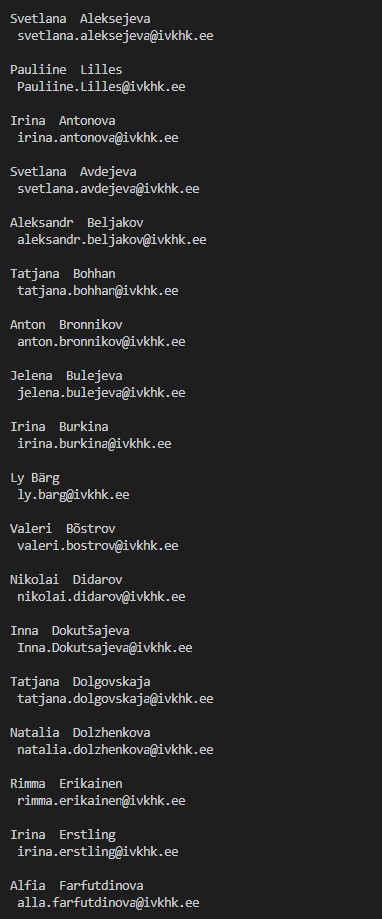 Svetlana  Aleksejeva
svetlana.aleksejeva@ivkhk.ee
Pauliine  Lilles
Pauliine.Lilles@ivkhk.ee
Irina  Antonova
irina.antonova@ivkhk.ee
Svetlana  Avdejeva
svetlana.avdejeva@ivkhk.ee
Aleksandr  Beljakov
aleksandr.beljakov@ivkhk.ee
Tatjana  Bohhan
tatjana.bohhan@ivkhk.ee
Anton  Bronnikov
anton.bronnikov@ivkhk.ee
Jelena  Bulejeva
jelena.bulejeva@ivkhk.ee
Irina  Burkina
irina.burkina@ivkhk.ee
Ly Bärg
ly.barg@ivkhk.ee
Valeri  Bõstrov
valeri.bostrov@ivkhk.ee
Nikolai  Didarov
nikolai.didarov@ivkhk.ee
Inna  Dokutšajeva
Inna.Dokutsajeva@ivkhk.ee
Tatjana  Dolgovskaja
tatjana.dolgovskaja@ivkhk.ee
Natalia  Dolzhenkova
natalia.dolzhenkova@ivkhk.ee
Rimma  Erikainen
rimma.erikainen@ivkhk.ee
Irina  Erstling
irina.erstling@ivkhk.ee
Alfia  Farfutdinova
alla.farfutdinova@ivkhk.ee